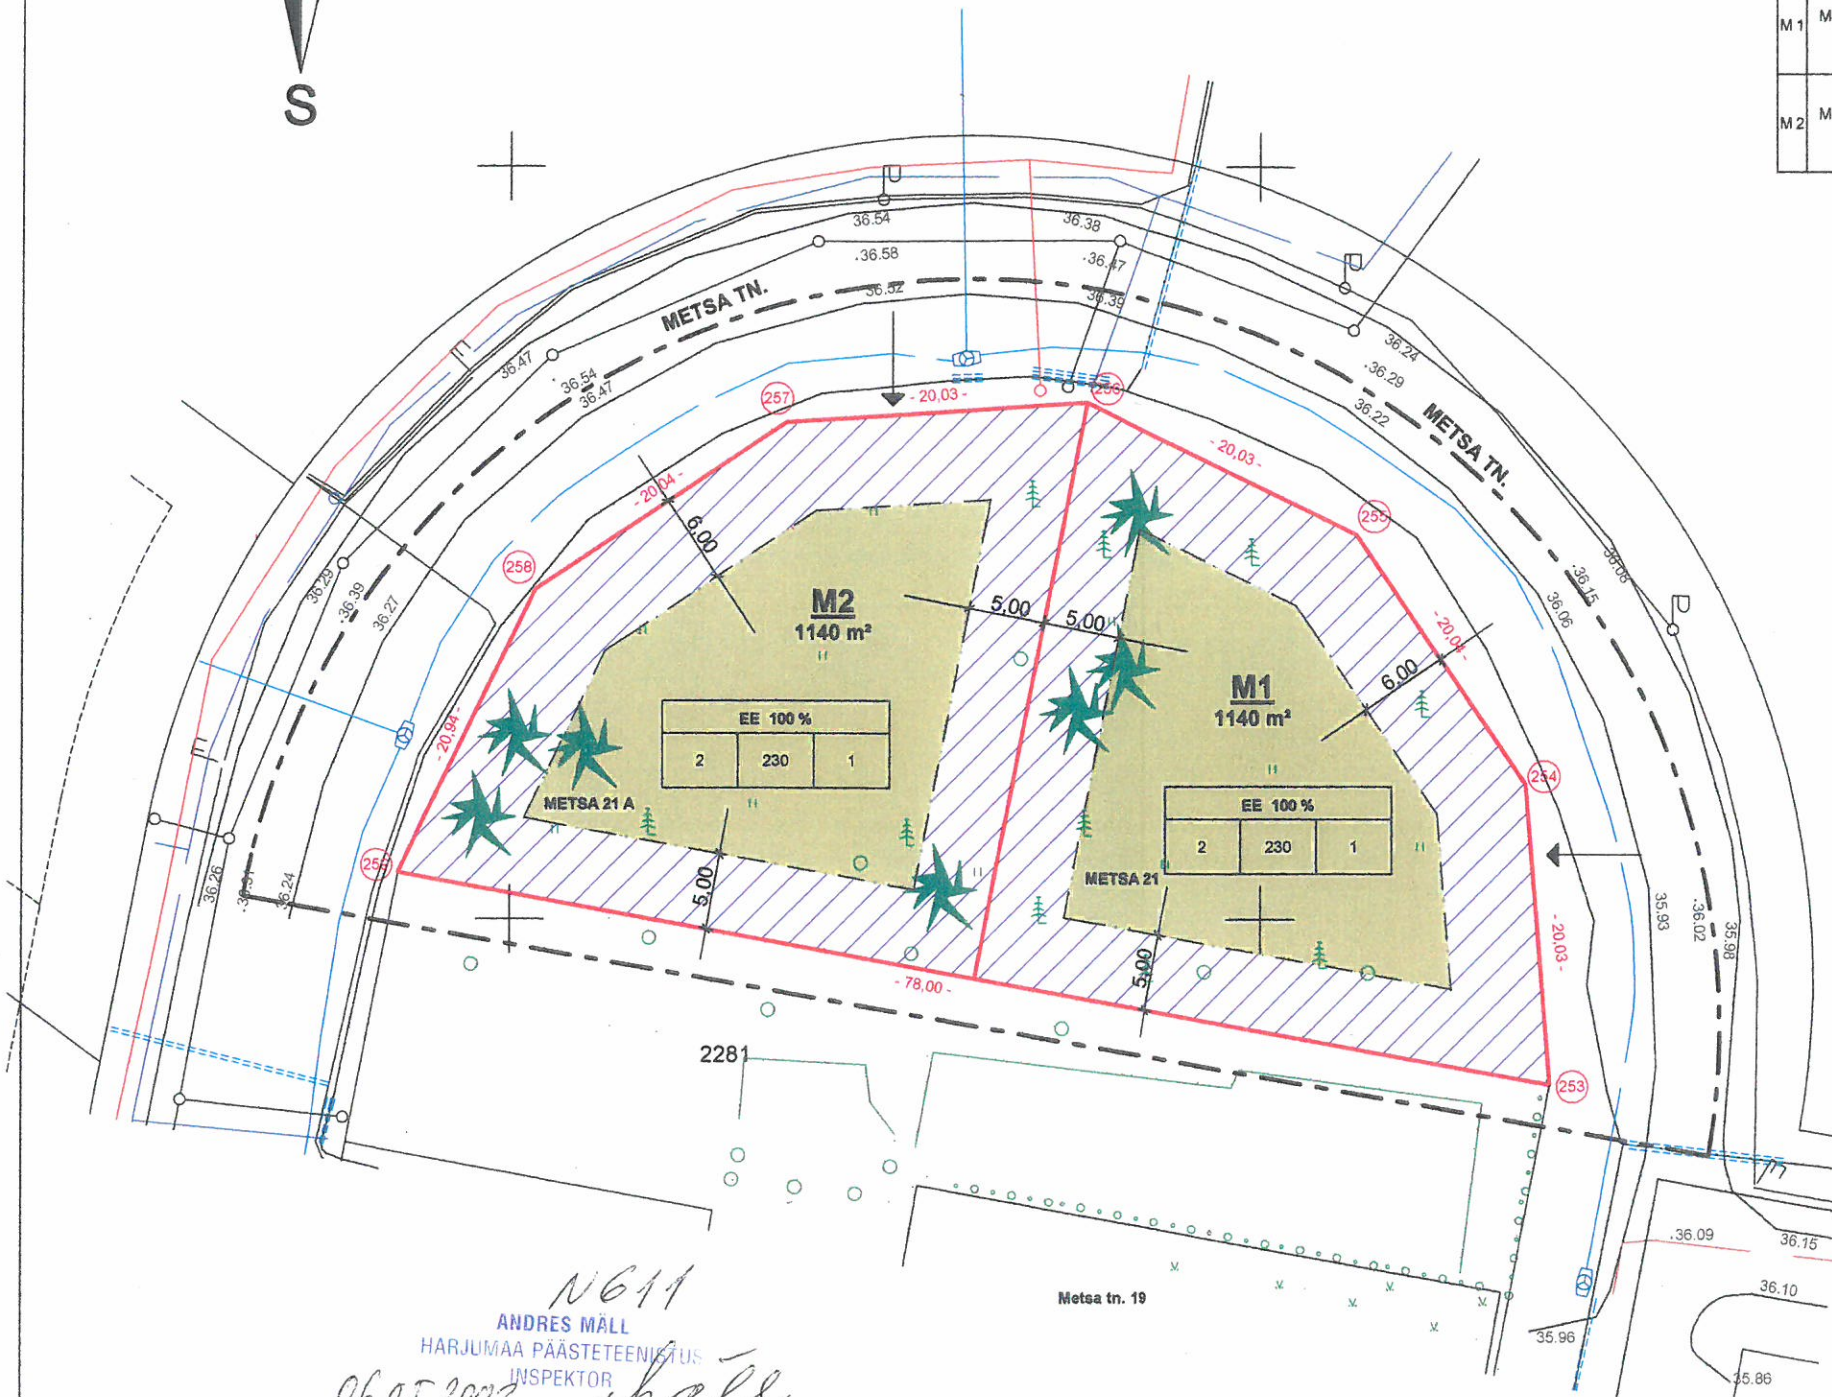 S
M 1
M
M 2
M
36.54
36.38
.36.58
.36.47
METSA TN.
36.52
36.39
36.47
.36.54
36.47
36.24
.36.29
36.22
METSA TN.
257
- 20,03 -
256
- 20,03 -
255
- 20,04 -
6,00
258
36.29
.36.39
36.27
M2
1140 m²
5,00
5,00
36.08
.36.15
36.06
- 20,04 -
6,00
M1
1140 m²
- 20,94 -
EE 100 %
2
230
1
METSA 21 A
254
EE 100 %
2
230
1
METSA 21
36.26
36.24
5,00
5,00
35.93
.36.02
35.98
- 20,03 -
- 78,00 -
2281
253
Metsa tn. 19
.36.09
36.15
36.10
35.96
35.86
N611
ANDRES MÄLL
HARJUMAA PÄÄSTETEENISTUS
INSPEKTOR